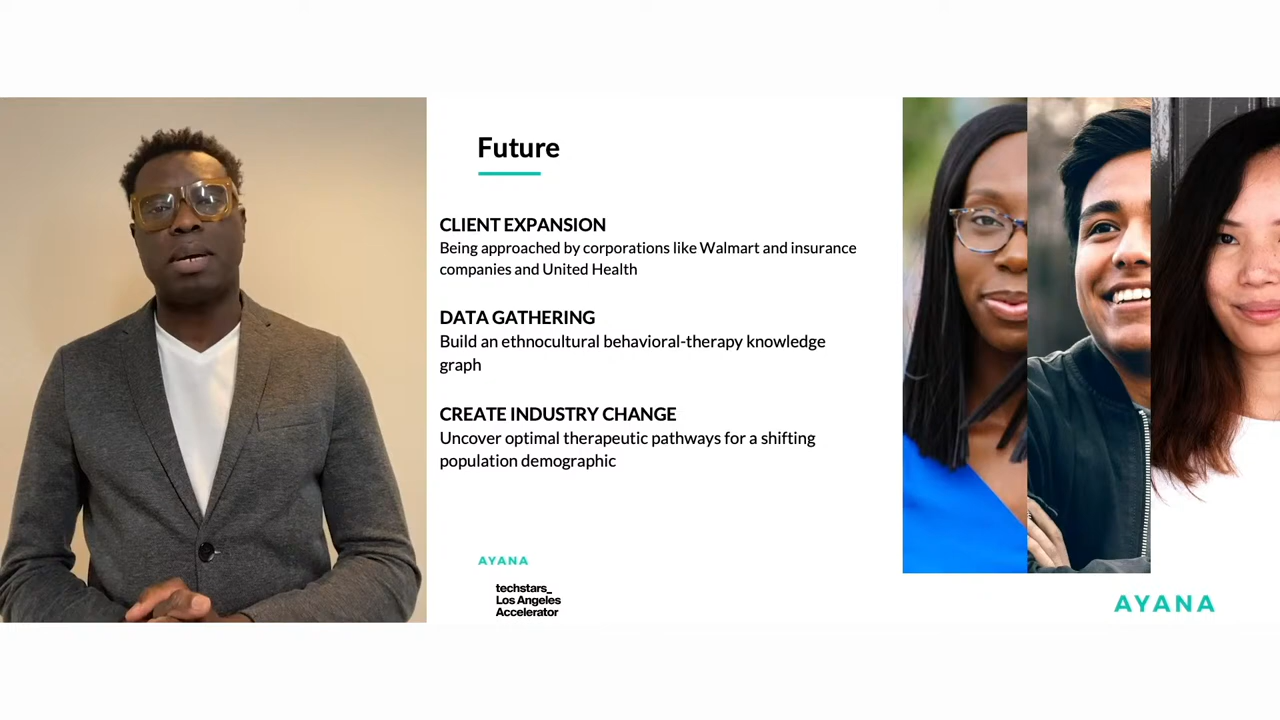 Future
CLIENT EXPANSION
Being approached by corporations like Walmart and insurance
companies and United Health
DATA GATHERING
Build an ethnocultural behavioral-therapy knowledge
graph
CREATE INDUSTRY CHANGE
Uncover optimal therapeutic pathways for a shifting
population demographic
AYANA
techstars_
Los Angeles
Accelerator
AYANA